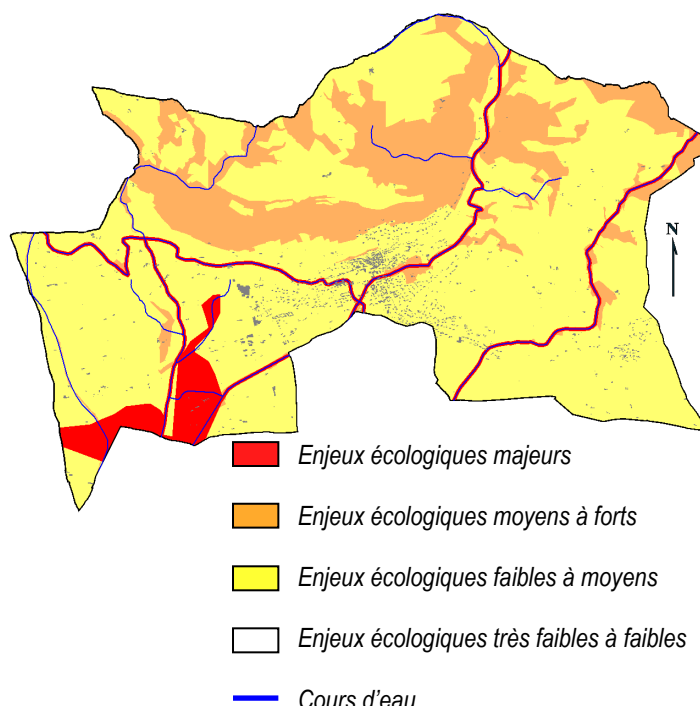 N
Enjeux écologiques majeurs
Enjeux écologiques moyens à forts
Enjeux écologiques faibles à moyens
Enjeux écologiques très faibles à faibles
Cours d'eau